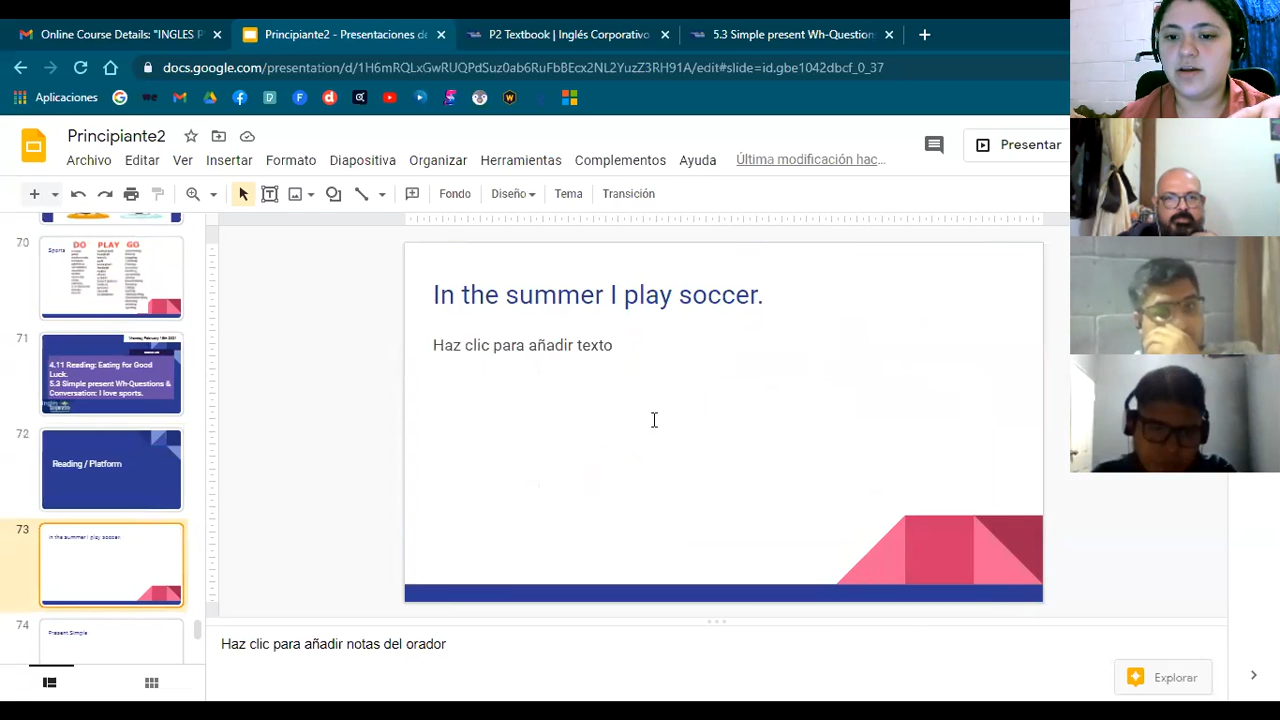 Online Course Details: "INGLES P
Principiante2 - Presentaciones de
P2 Textbook | Inglés Corporativo
5.3 Simple present Wh-Questions
docs.google.com/presentation/d/1H6mRQLxGwRUQPdSuz0ab6RuFbBEcx2NL2YuzZ3RH91A/edit#slide=id.gbe1042dbcf_0_37
Aplicaciones
Principiante2
Archivo Editar Ver Insertar Formato Diapositiva Organizar Herramientas Complementos Ayuda Última modificación hac...
Presentar
Fondo Diseño Tema Transición
70
Sports
DO PLAY GO
71
4.11 Reading: Eating for Good
Luck.
5.3 Simple present Wh-Questions &
Conversation: I love sports.
72
Reading / Platform
73
In the summer I play soccer.
74
Present Simple
In the summer I play soccer.
Haz clic para añadir texto
Haz clic para añadir notas del orador
Explorar